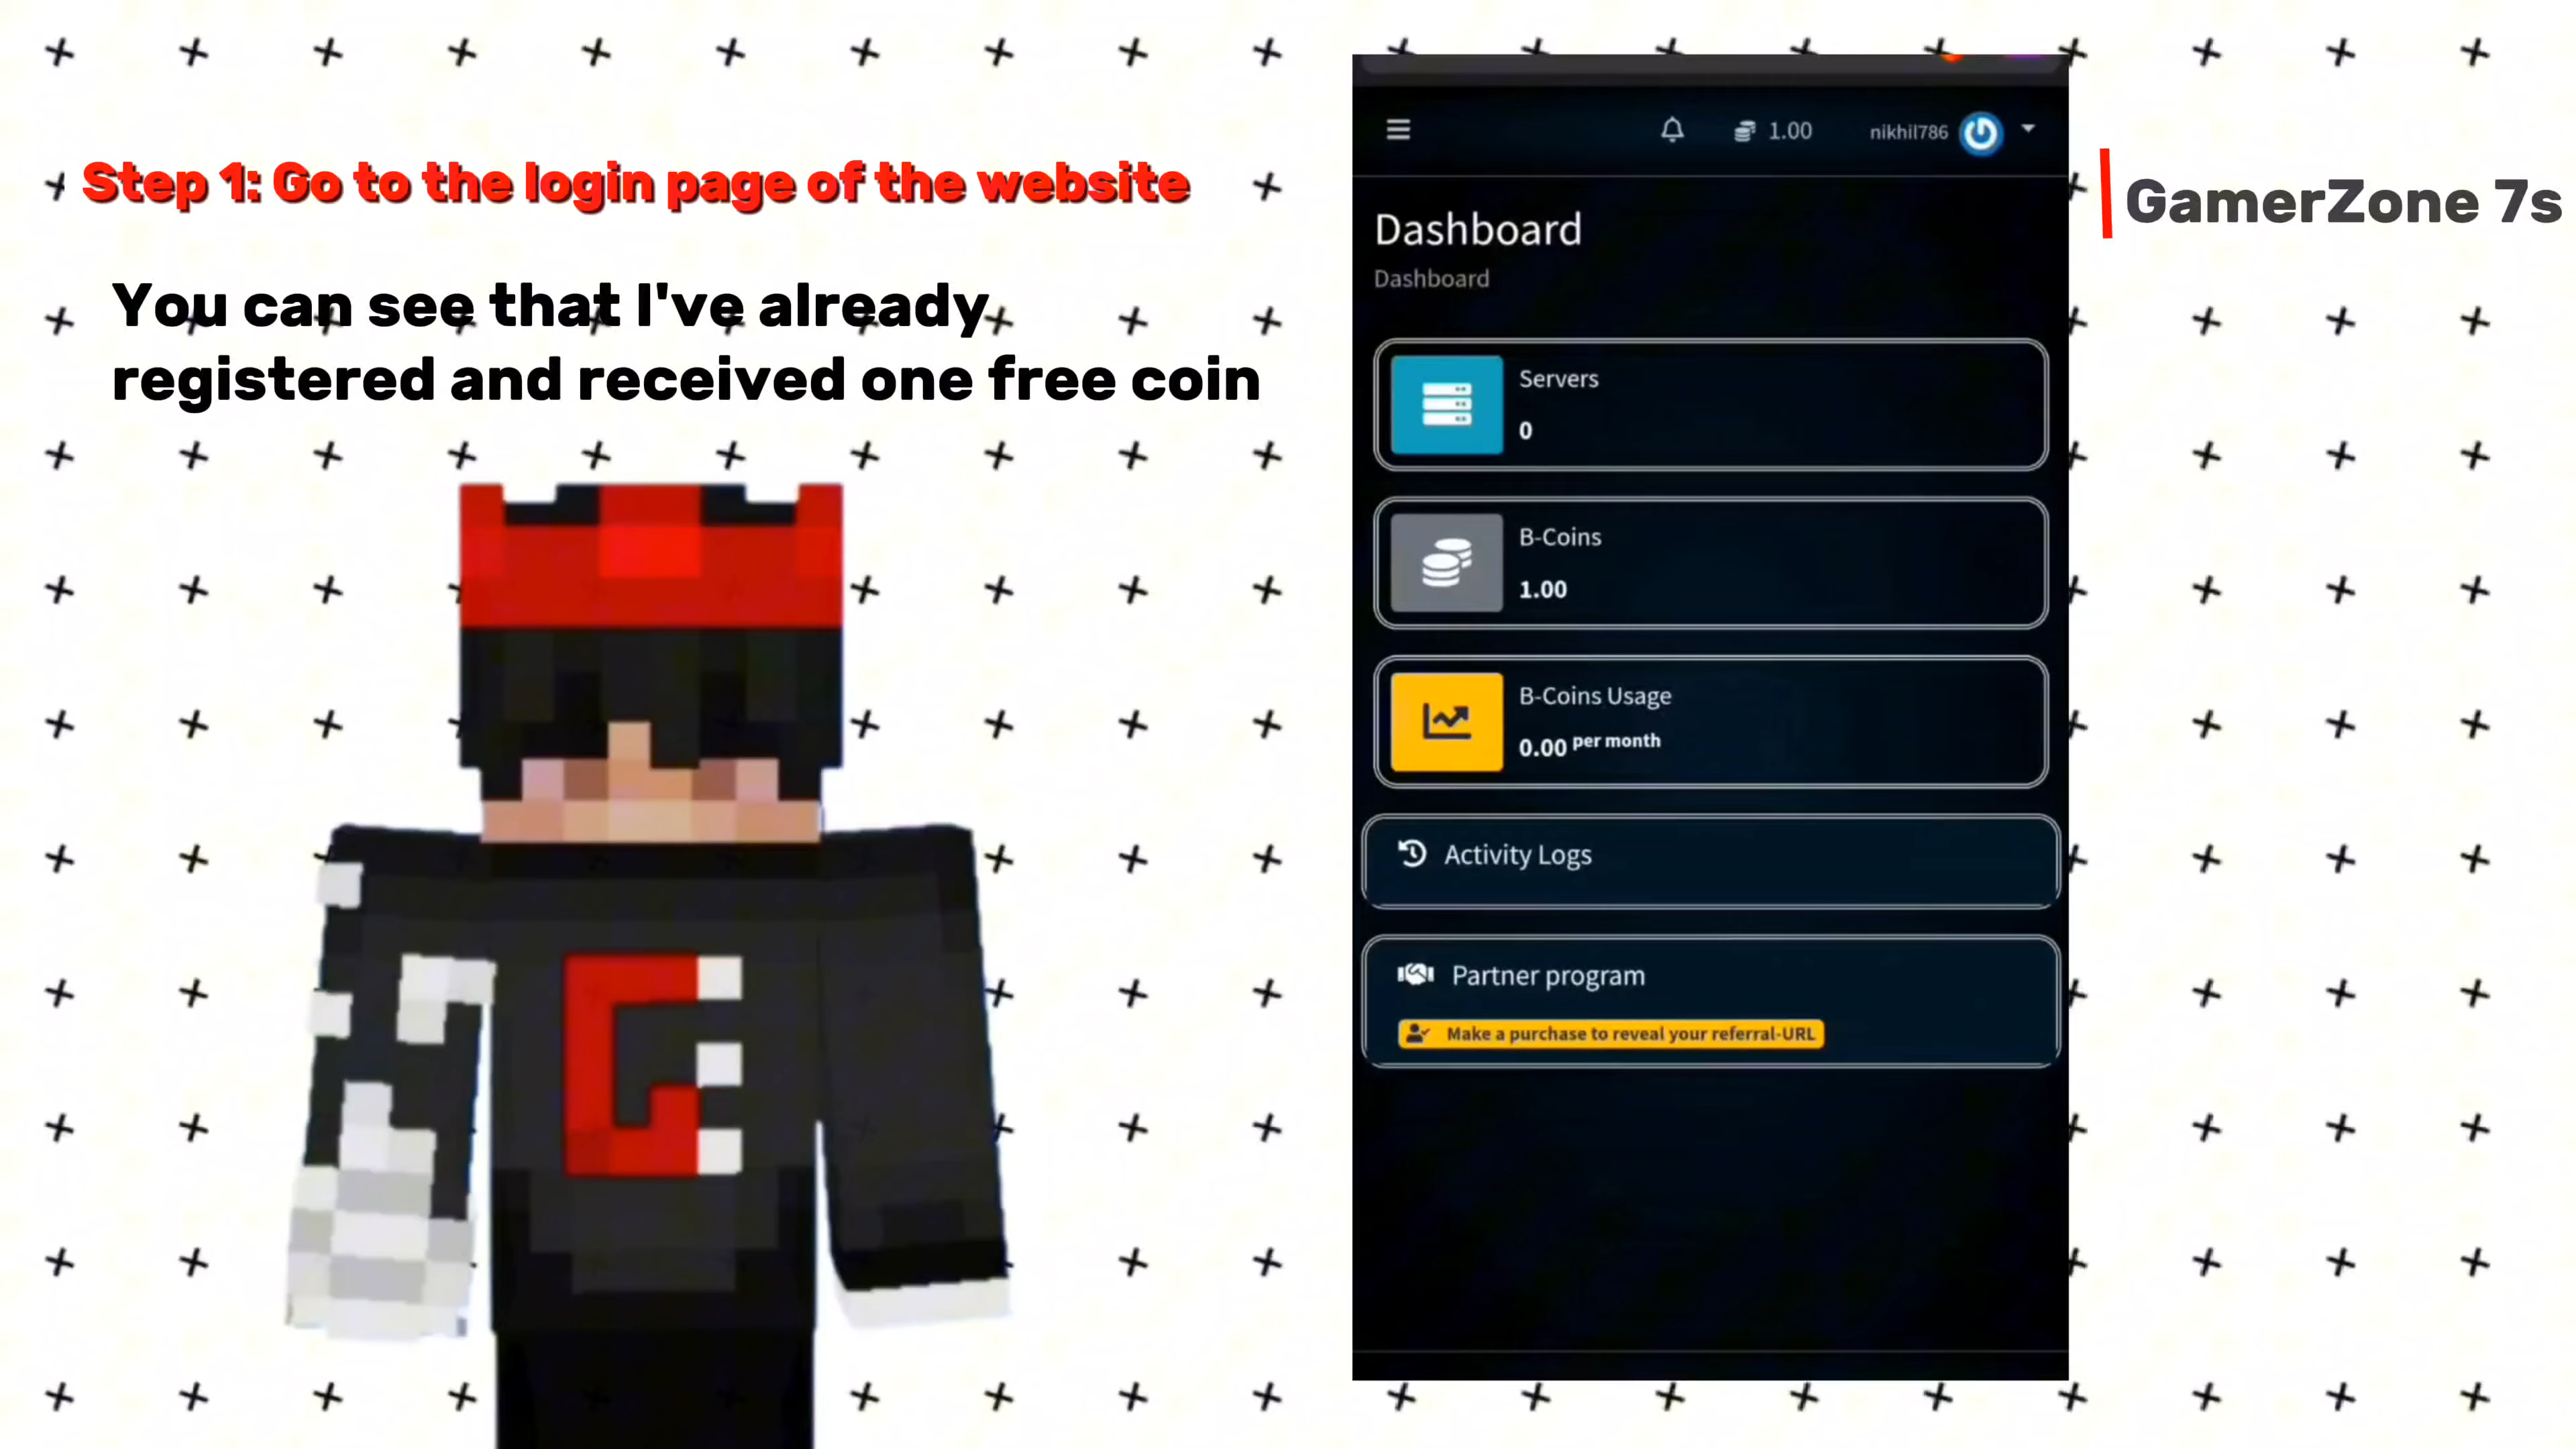 Step 1: Go to the login page of the website
You can see that I've already
registered and received one free coin
GamerZone 7s
1.00
nikhil786
Dashboard
Dashboard
Servers
0
B-Coins
1.00
B-Coins Usage
0.00 per month
Activity Logs
Partner program
Make a purchase to reveal your referral-URL